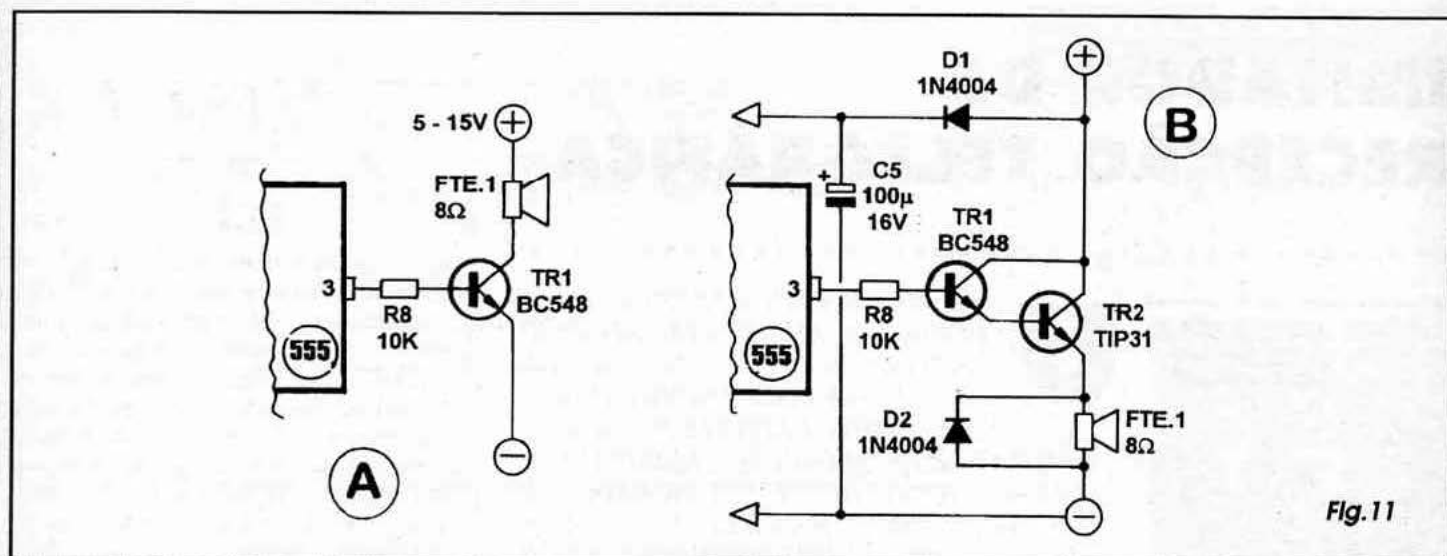 5 - 15V
+
FTE.1
8Ω
3
R8
10K
TR1
BC548
555
−
A
D1
1N4004
+
B
+
C5
100µ
16V
TR1
BC548
3
R8
10K
TR2
TIP31
555
D2
1N4004
FTE.1
8Ω
−
Fig.11